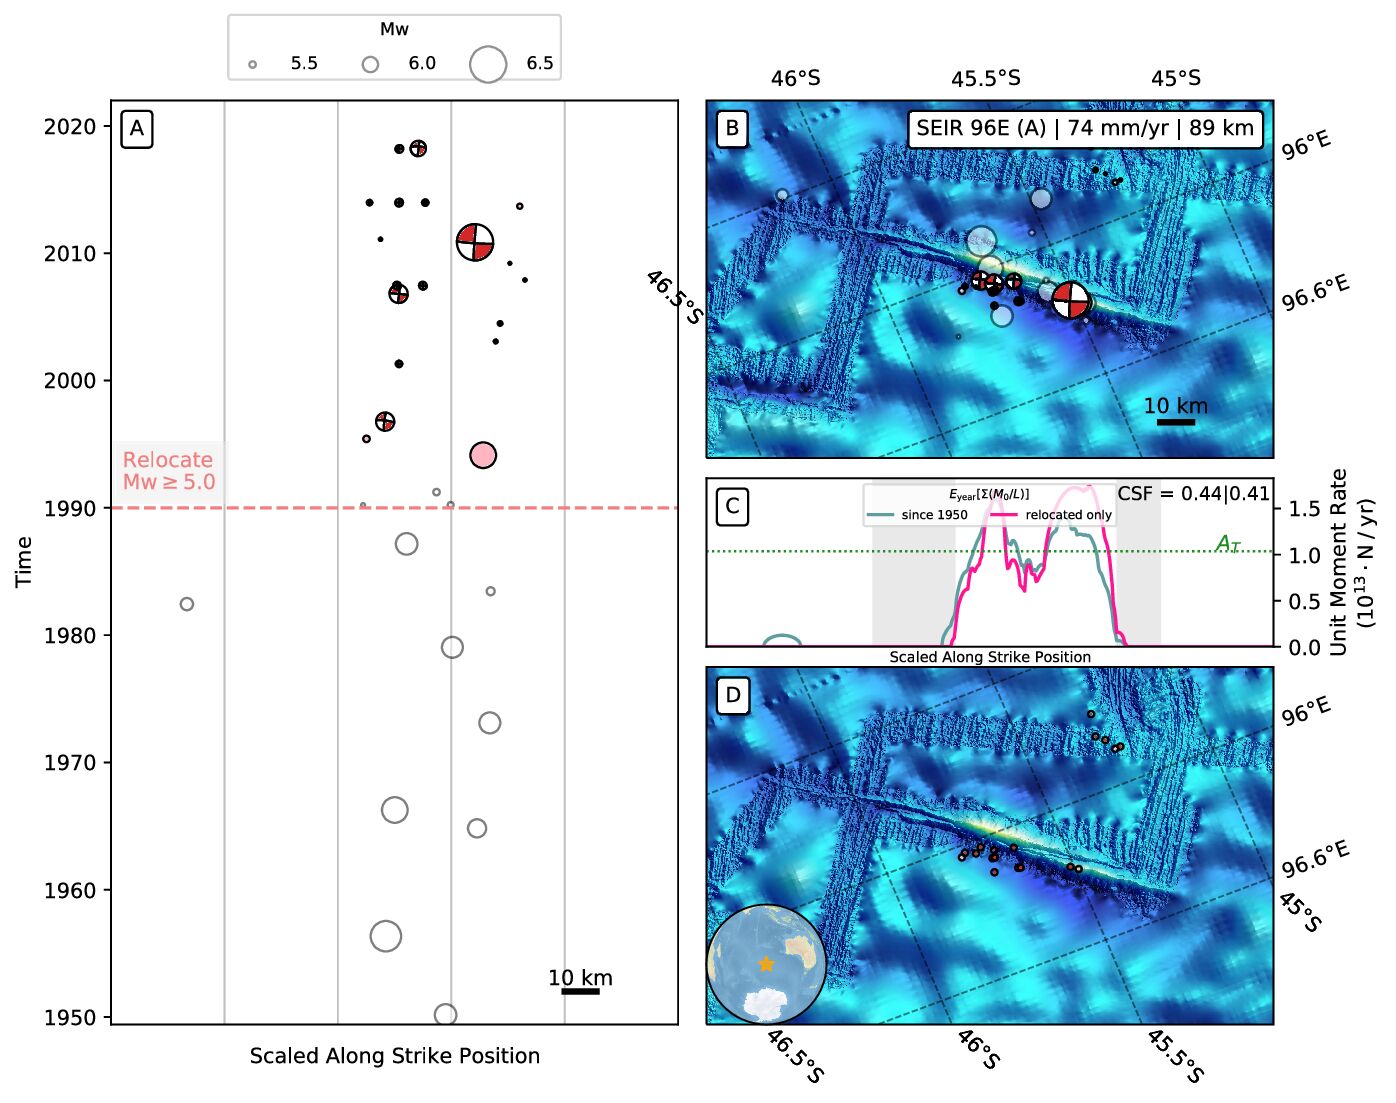 Mw
5.5 6.0 6.5
A
2020
2010
2000
1990
1980
1970
1960
1950
Time
Relocate
Mw ≥ 5.0
10 km
Scaled Along Strike Position
46°S 45.5°S 45°S
B
SEIR 96E (A) | 74 mm/yr | 89 km
96°E
96.6°E
46.5°S
10 km
C
E_year[Σ(M_0/L)]
since 1950 relocated only
CSF = 0.44|0.41
A_T
1.5
1.0
0.5
0.0
Unit Moment Rate
(10^13 · N / yr)
Scaled Along Strike Position
D
96°E
96.6°E
45°S
46.5°S 46°S 45.5°S